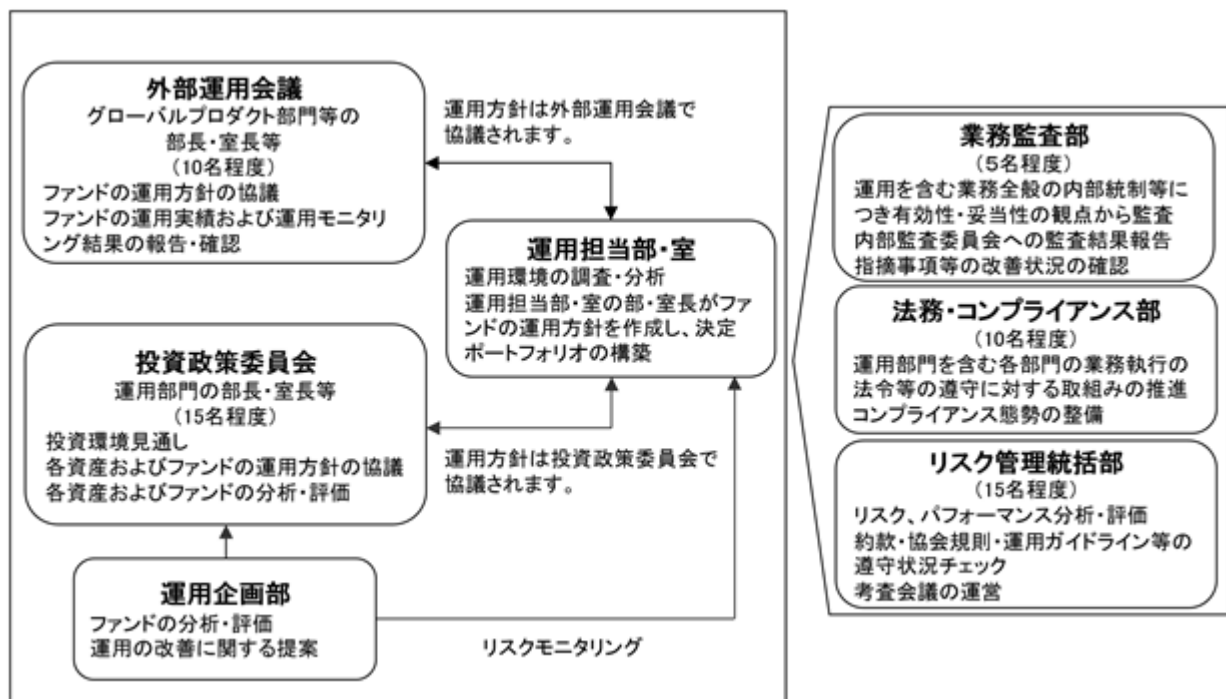 外部運用会議
グローバルプロダクト部門等の
部長・室長等
（10名程度）
ファンドの運用方針の協議
ファンドの運用実績および運用モニタリ
ング結果の報告・確認
運用方針は外部運用会議で
協議されます。
運用担当部・室
運用環境の調査・分析
運用担当部・室の部・室長がファ
ンドの運用方針を作成し、決定
ポートフォリオの構築
投資政策委員会
運用部門の部長・室長等
（15名程度）
投資環境見通し
各資産およびファンドの運用方針の協議
各資産およびファンドの分析・評価
運用方針は投資政策委員会で
協議されます。
運用企画部
ファンドの分析・評価
運用の改善に関する提案
リスクモニタリング
業務監査部
（5名程度）
運用を含む業務全般の内部統制等に
つき有効性・妥当性の観点から監査
内部監査委員会への監査結果報告
指摘事項等の改善状況の確認
法務・コンプライアンス部
（10名程度）
運用部門を含む各部門の業務執行の
法令等の遵守に対する取組みの推進
コンプライアンス態勢の整備
リスク管理統括部
（15名程度）
リスク、パフォーマンス分析・評価
約款・協会規則・運用ガイドライン等の
遵守状況チェック
考査会議の運営